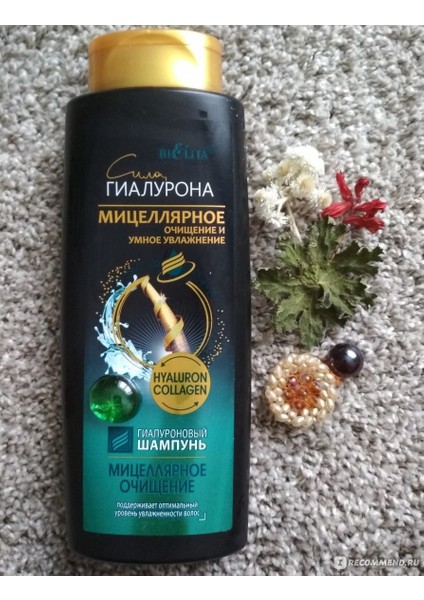 BIELITA
Сила
ГИАЛУРОНА
МИЦЕЛЛЯРНОЕ
ОЧИЩЕНИЕ И
УМНОЕ УВЛАЖНЕНИЕ
HYALURON
COLLAGEN
ГИАЛУРОНОВЫЙ
ШАМПУНЬ
МИЦЕЛЛЯРНОЕ
ОЧИЩЕНИЕ
поддерживает оптимальный
уровень увлажненности волос
IRECOMMEND.RU